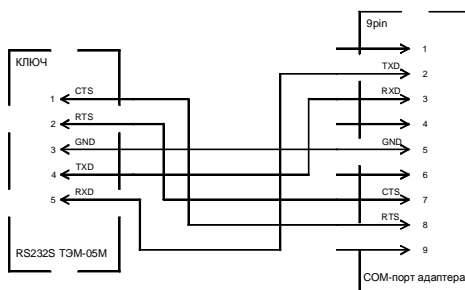 КЛЮЧ
1 CTS
2 RTS
3 GND
4 TXD
5 RXD
RS232S ТЭМ-05М
9pin
1
TXD 2
RXD 3
4
GND 5
6
CTS 7
RTS 8
9
COM-порт адаптера